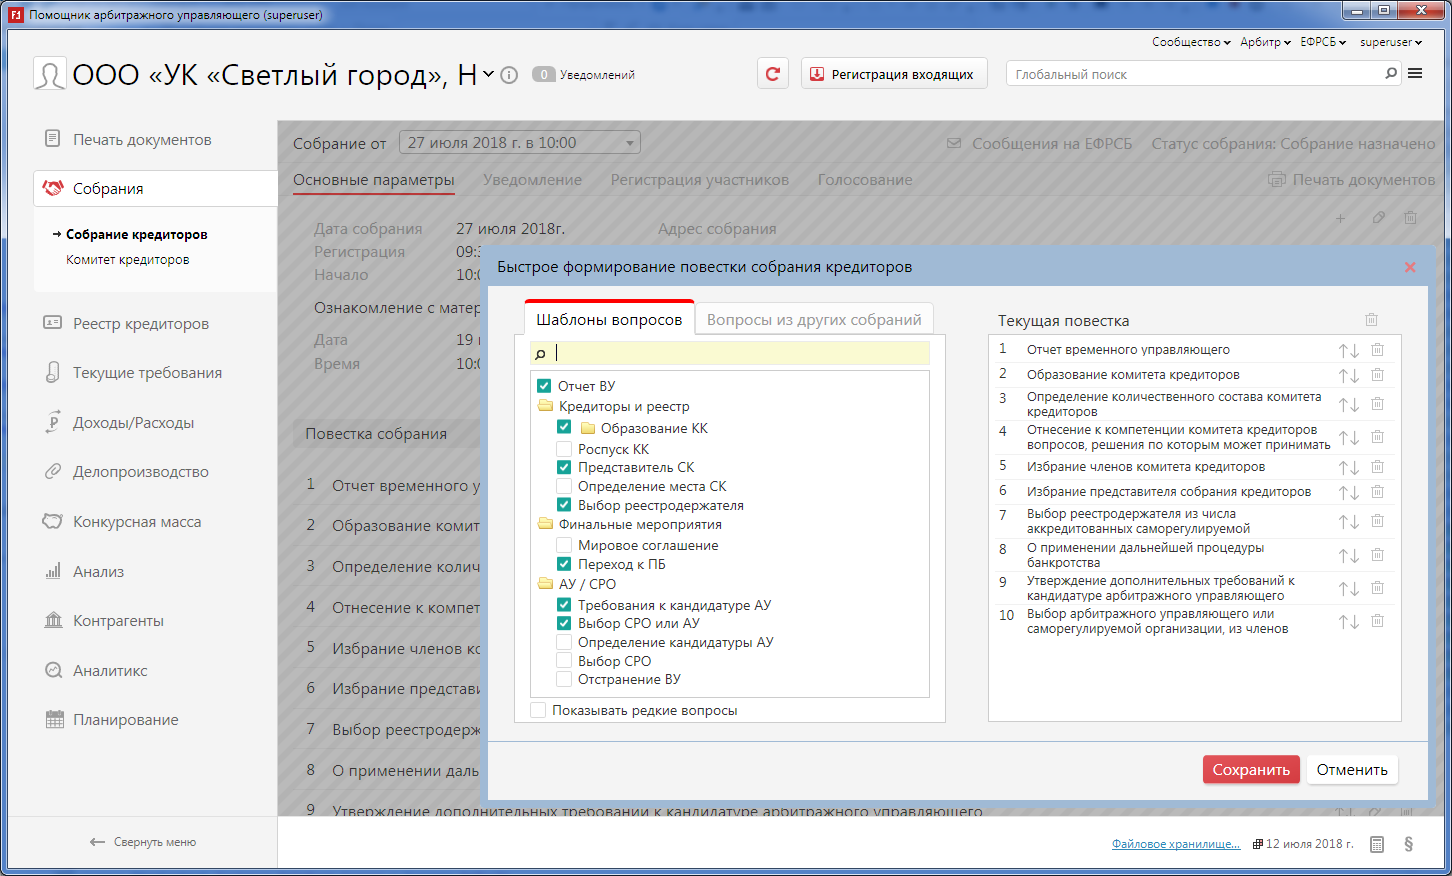 Помощник арбитражного управляющего (superuser)
Сообщество Арбитр ЕФРСБ superuser
ООО «УК «Светлый город», Н
0 Уведомлений
Регистрация входящих
Глобальный поиск
Печать документов
Собрания
Собрание кредиторов
Комитет кредиторов
Реестр кредиторов
Текущие требования
Доходы/Расходы
Делопроизводство
Конкурсная масса
Анализ
Контрагенты
Аналитикс
Планирование
Свернуть меню
Собрание от 27 июля 2018 г. в 10:00
Сообщения на ЕФРСБ Статус собрания: Собрание назначено
Основные параметры Уведомление Регистрация участников Голосование
Печать документов
Дата собрания 27 июля 2018г. Адрес собрания
Регистрация 09:
Начало 10:
Ознакомление с матер
Дата 19
Время 10:
Повестка собрания
1 Отчет временного у
2 Образование комит
3 Определение колич
4 Отнесение к компет
5 Избрание членов ко
6 Избрание представи
7 Выбор реестродерж
8 О применении даль
9 Утверждение дополнительных требований к кандидатуре арбитражного управляющего
Быстрое формирование повестки собрания кредиторов
Шаблоны вопросов Вопросы из других собраний
Отчет ВУ
Кредиторы и реестр
Образование КК
Роспуск КК
Представитель СК
Определение места СК
Выбор реестродержателя
Финальные мероприятия
Мировое соглашение
Переход к ПБ
АУ / СРО
Требования к кандидатуре АУ
Выбор СРО или АУ
Определение кандидатуры АУ
Выбор СРО
Отстранение ВУ
Показывать редкие вопросы
Текущая повестка
1 Отчет временного управляющего
2 Образование комитета кредиторов
3 Определение количественного состава комитета
кредиторов
4 Отнесение к компетенции комитета кредиторов
вопросов, решения по которым может принимать
5 Избрание членов комитета кредиторов
6 Избрание представителя собрания кредиторов
7 Выбор реестродержателя из числа
аккредитованных саморегулируемой
8 О применении дальнейшей процедуры
банкротства
9 Утверждение дополнительных требований к
кандидатуре арбитражного управляющего
10 Выбор арбитражного управляющего или
саморегулируемой организации, из членов
Сохранить Отменить
Файловое хранилище... 12 июля 2018 г. §